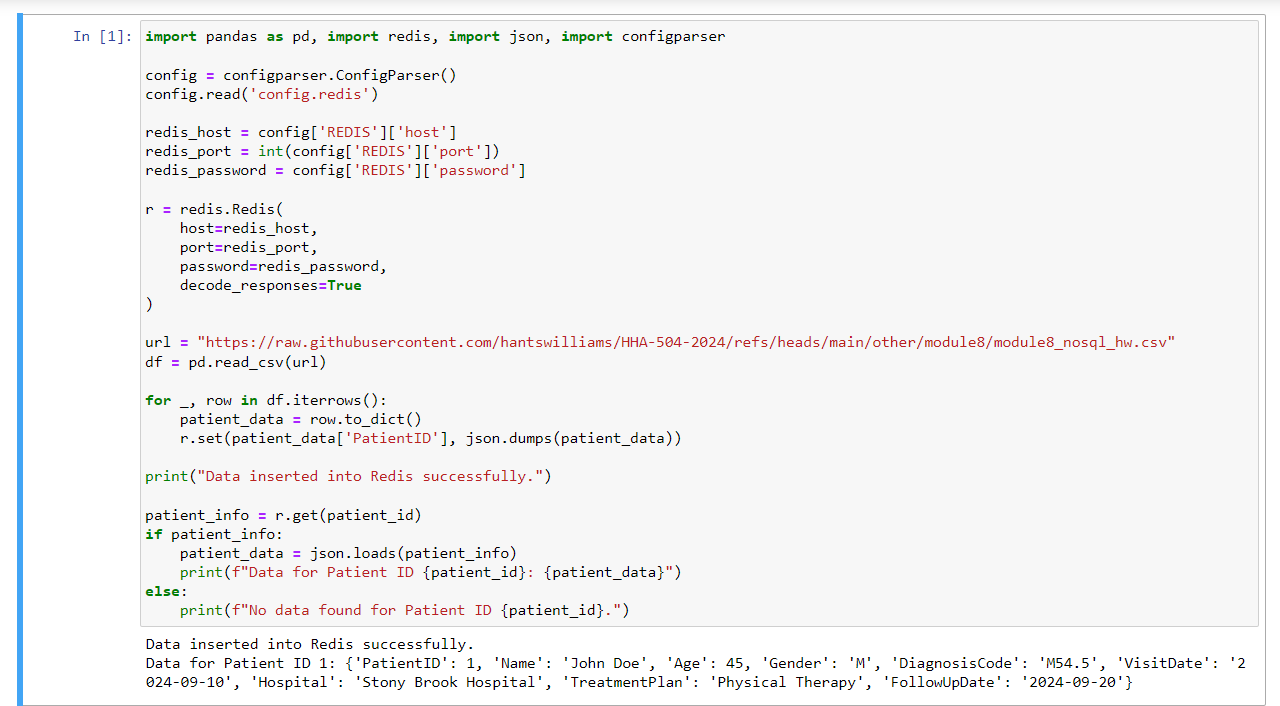 In [1]: import pandas as pd, import redis, import json, import configparser
config = configparser.ConfigParser()
config.read('config.redis')
redis_host = config['REDIS']['host']
redis_port = int(config['REDIS']['port'])
redis_password = config['REDIS']['password']
r = redis.Redis(
    host=redis_host,
    port=redis_port,
    password=redis_password,
    decode_responses=True
)
url = "https://raw.githubusercontent.com/hantswilliams/HHA-504-2024/refs/heads/main/other/module8/module8_nosql_hw.csv"
df = pd.read_csv(url)
for _, row in df.iterrows():
    patient_data = row.to_dict()
    r.set(patient_data['PatientID'], json.dumps(patient_data))
print("Data inserted into Redis successfully.")
patient_info = r.get(patient_id)
if patient_info:
    patient_data = json.loads(patient_info)
    print(f"Data for Patient ID {patient_id}: {patient_data}")
else:
    print(f"No data found for Patient ID {patient_id}.")
Data inserted into Redis successfully.
Data for Patient ID 1: {'PatientID': 1, 'Name': 'John Doe', 'Age': 45, 'Gender': 'M', 'DiagnosisCode': 'M54.5', 'VisitDate': '2
024-09-10', 'Hospital': 'Stony Brook Hospital', 'TreatmentPlan': 'Physical Therapy', 'FollowUpDate': '2024-09-20'}